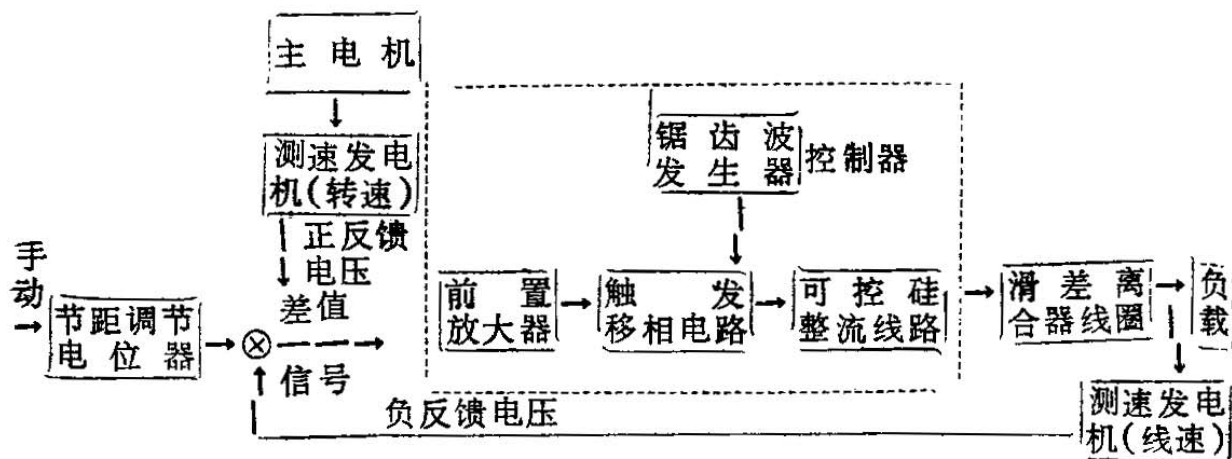 主电机
测速发电
机(转速)
正反馈
电压
锯齿波
发生器
控制器
手动
节距调节
电位器
差值
信号
前置
放大器
触发
移相电路
可控硅
整流线路
滑差离
合器线圈
负载
负反馈电压
测速发电
机(线速)